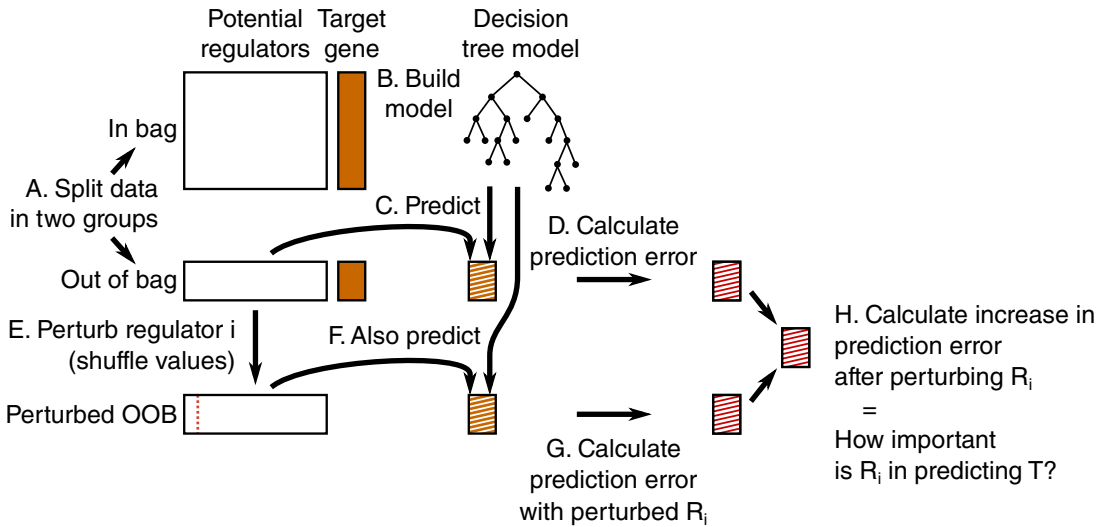 Potential
regulators
Target
gene
Decision
tree model
B. Build
model
In bag
A. Split data
in two groups
C. Predict
D. Calculate
prediction error
Out of bag
E. Perturb regulator i
(shuffle values)
F. Also predict
H. Calculate increase in
prediction error
after perturbing Ri
=
How important
is Ri in predicting T?
Perturbed OOB
G. Calculate
prediction error
with perturbed Ri